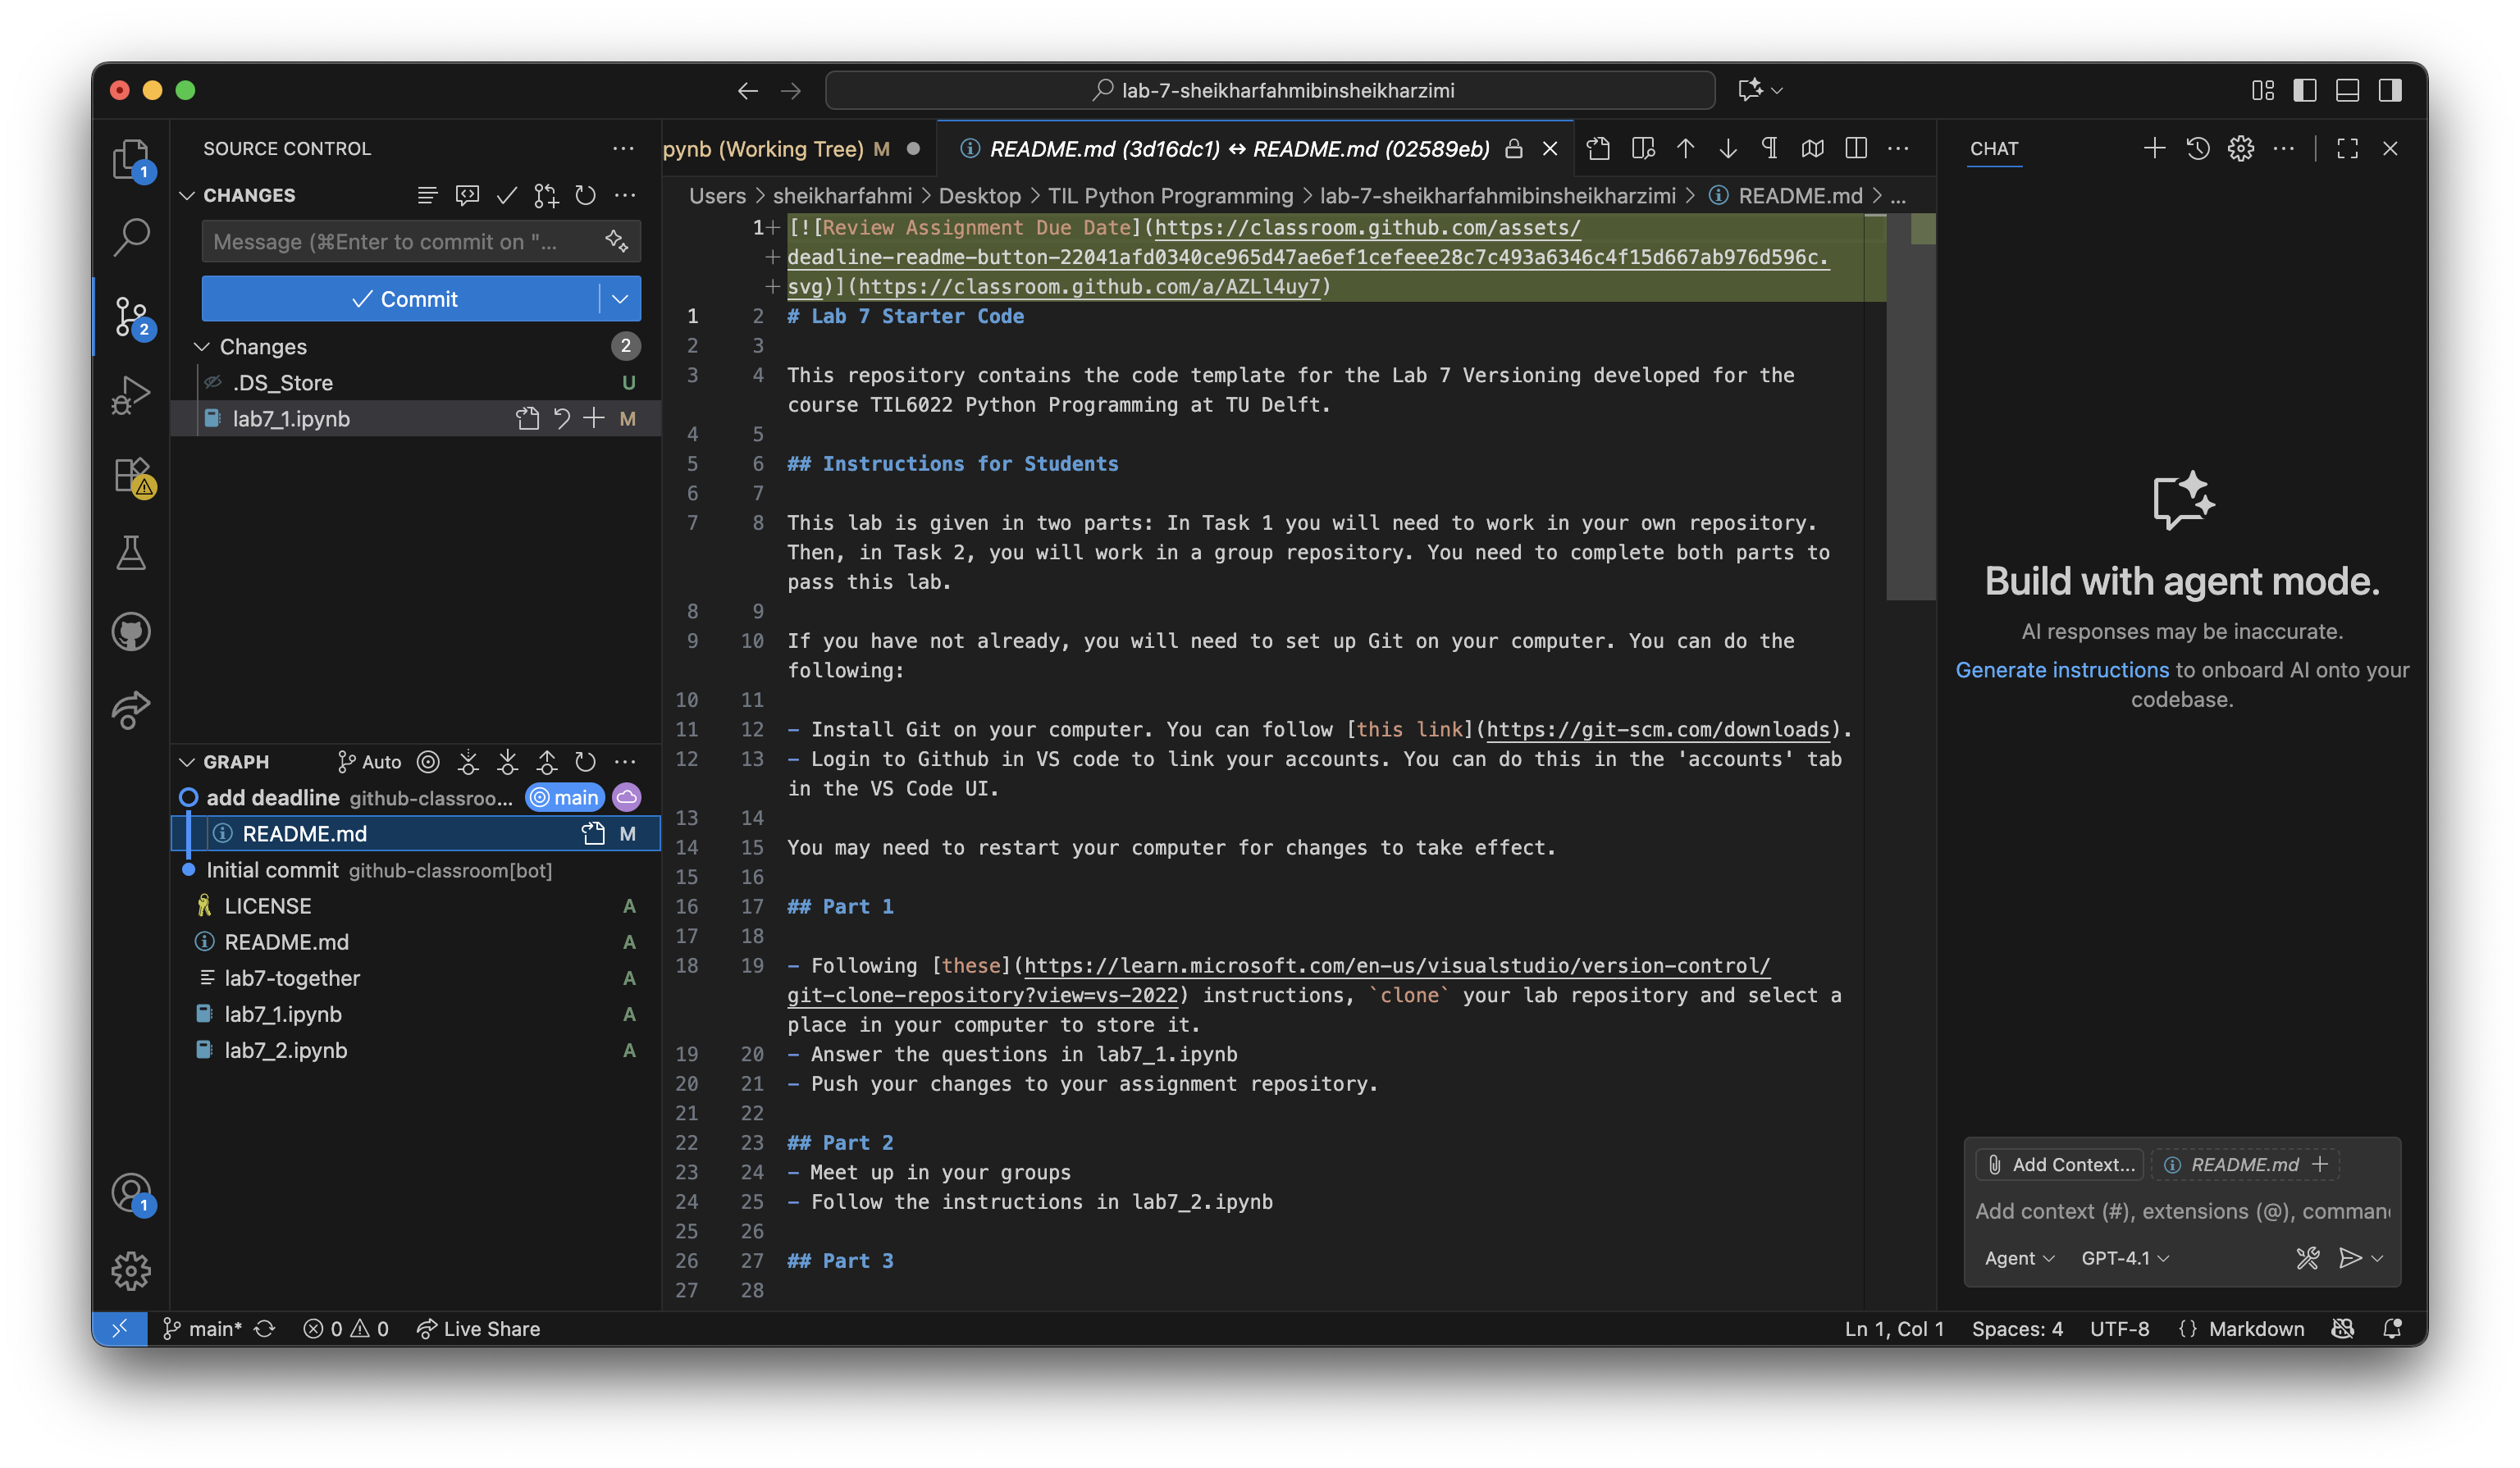 lab-7-sheikharfahmibinsheikharzimi
SOURCE CONTROL
CHANGES
Message (⌘Enter to commit on "...
Commit
Changes 2
.DS_Store U
lab7_1.ipynb M
GRAPH Auto
add deadline github-classroo... main
README.md M
Initial commit github-classroom[bot]
LICENSE A
README.md A
lab7-together A
lab7_1.ipynb A
lab7_2.ipynb A
1
2
1
pynb (Working Tree) M
README.md (3d16dc1) ↔ README.md (02589eb)
Users > sheikharfahmi > Desktop > TIL Python Programming > lab-7-sheikharfahmibinsheikharzimi > README.md > ...
1+ [![Review Assignment Due Date](https://classroom.github.com/assets/
+ deadline-readme-button-22041afd0340ce965d47ae6ef1cefeee28c7c493a6346c4f15d667ab976d596c.
+ svg)](https://classroom.github.com/a/AZLl4uy7)
1 2 # Lab 7 Starter Code
2 3
3 4 This repository contains the code template for the Lab 7 Versioning developed for the
course TIL6022 Python Programming at TU Delft.
4 5
5 6 ## Instructions for Students
6 7
7 8 This lab is given in two parts: In Task 1 you will need to work in your own repository.
Then, in Task 2, you will work in a group repository. You need to complete both parts to
pass this lab.
8 9
9 10 If you have not already, you will need to set up Git on your computer. You can do the
following:
10 11
11 12 - Install Git on your computer. You can follow [this link](https://git-scm.com/downloads).
12 13 - Login to Github in VS code to link your accounts. You can do this in the 'accounts' tab
in the VS Code UI.
13 14
14 15 You may need to restart your computer for changes to take effect.
15 16
16 17 ## Part 1
17 18
18 19 - Following [these](https://learn.microsoft.com/en-us/visualstudio/version-control/
git-clone-repository?view=vs-2022) instructions, `clone` your lab repository and select a
place in your computer to store it.
19 20 - Answer the questions in lab7_1.ipynb
20 21 - Push your changes to your assignment repository.
21 22
22 23 ## Part 2
23 24 - Meet up in your groups
24 25 - Follow the instructions in lab7_2.ipynb
25 26
26 27 ## Part 3
27 28
CHAT
Build with agent mode.
AI responses may be inaccurate.
Generate instructions to onboard AI onto your
codebase.
Add Context... README.md +
Add context (#), extensions (@), comman
Agent GPT-4.1
main* 0 0 Live Share
Ln 1, Col 1 Spaces: 4 UTF-8 {} Markdown